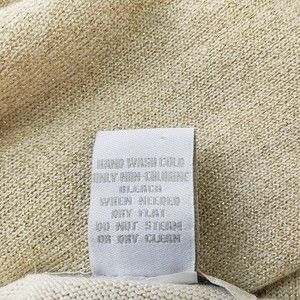 HAND WASH COLD
ONLY NON-CHLORINE
BLEACH
WHEN NEEDED
DRY FLAT
DO NOT STEAM
OR DRY CLEAN